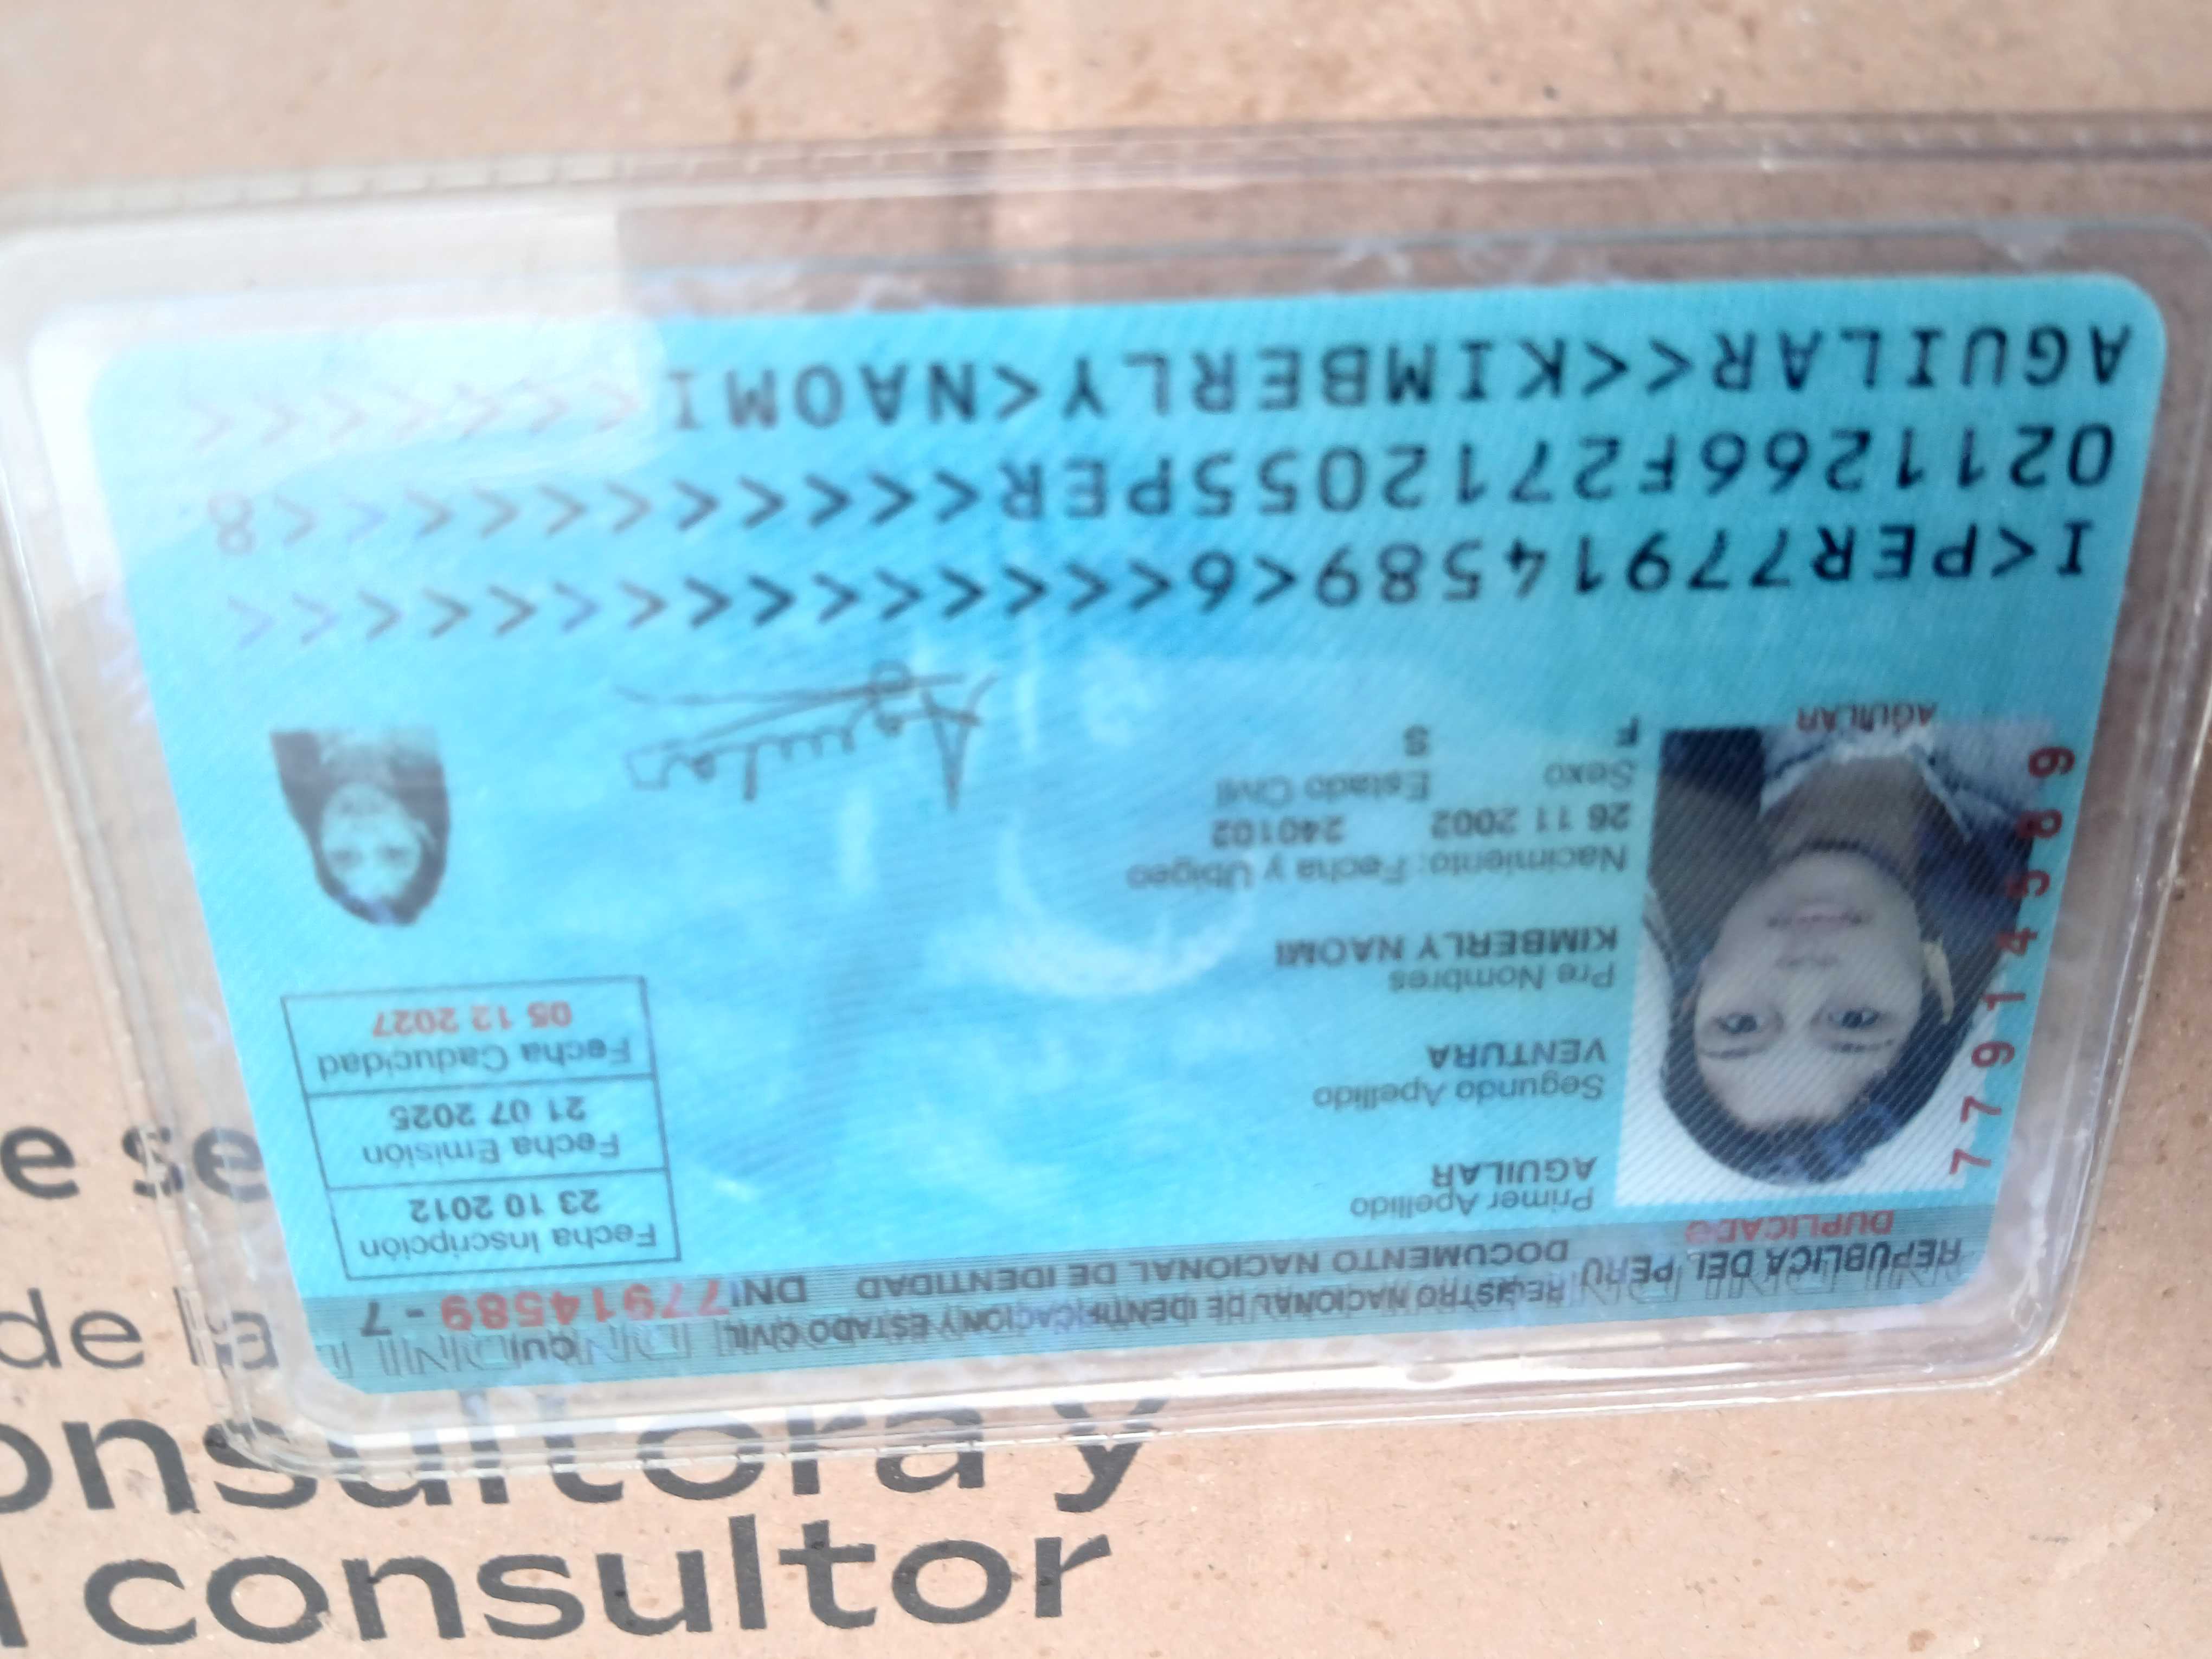 REPUBLICA DEL PERÚ
REGISTRO NACIONAL DE IDENTIFICACION Y ESTADO CIVIL
DOCUMENTO NACIONAL DE IDENTIDAD
CUI
DNI 77914589 - 7
DUPLICADO
Primer Apellido
AGUILAR
Segundo Apellido
VENTURA
Pre Nombres
KIMBERLY NAOMI
Nacimiento: Fecha y Ubigeo
26 11 2002 240102
Sexo Estado Civil
F S
Fecha Inscripción
23 10 2012
Fecha Emisión
21 07 2025
Fecha Caducidad
05 12 2027
77914589
AGUILAR
Aguilar
I<PER77914589<6<<<<<<<<<<<<<<<
0211266F2712055PER<<<<<<<<<<<8
AGUILAR<<KIMBERLY<NAOMI<<<<<<<
e se
de la
onsultora y
l consultor